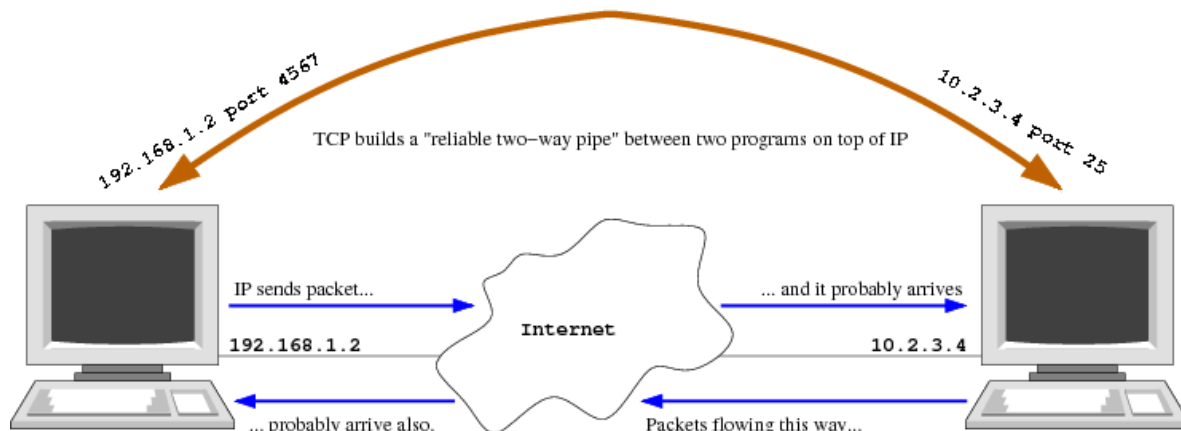 192.168.1.2 port 4567
10.2.3.4 port 25
TCP builds a "reliable two−way pipe" between two programs on top of IP
IP sends packet...
... and it probably arrives
Internet
192.168.1.2
10.2.3.4
... probably arrive also.
Packets flowing this way...